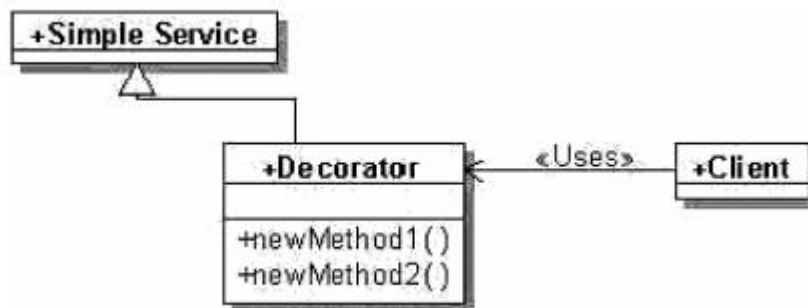 +Simple Service
+Decorator
«Uses»
+Client
+newMethod1()
+newMethod2()